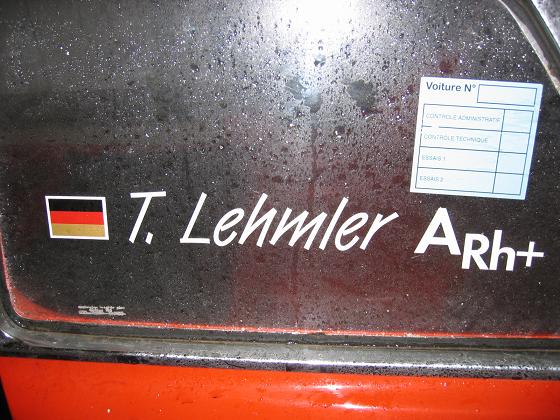 Voiture N°
CONTROLE ADMINISTRATIF
CONTROLE TECHNIQUE
ESSAIS 1
ESSAIS 2
T. Lehmler ARh+